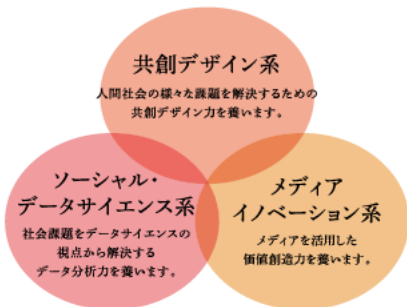 共創デザイン系
人間社会の様々な課題を解決するための
共創デザイン力を養います。
ソーシャル・
データサイエンス系
社会課題をデータサイエンスの
視点から解決する
データ分析力を養います。
メディア
イノベーション系
メディアを活用した
価値創造力を養います。